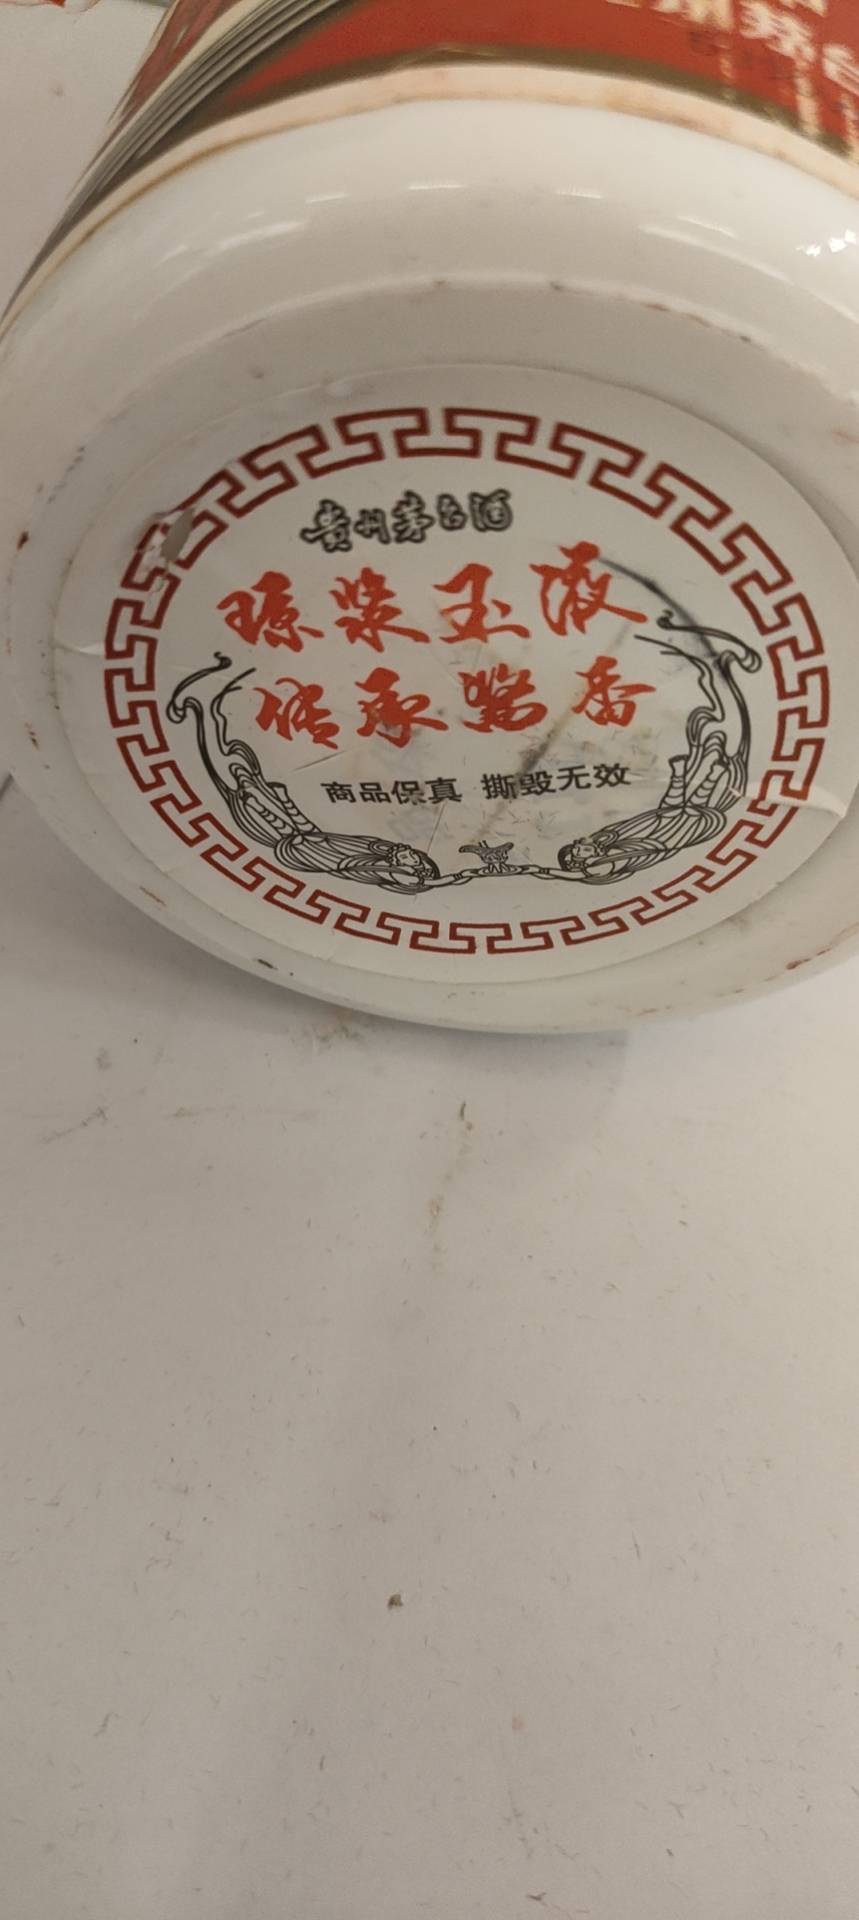 贵州茅台酒
琼浆玉液
传承酱香
商品保真 撕毁无效